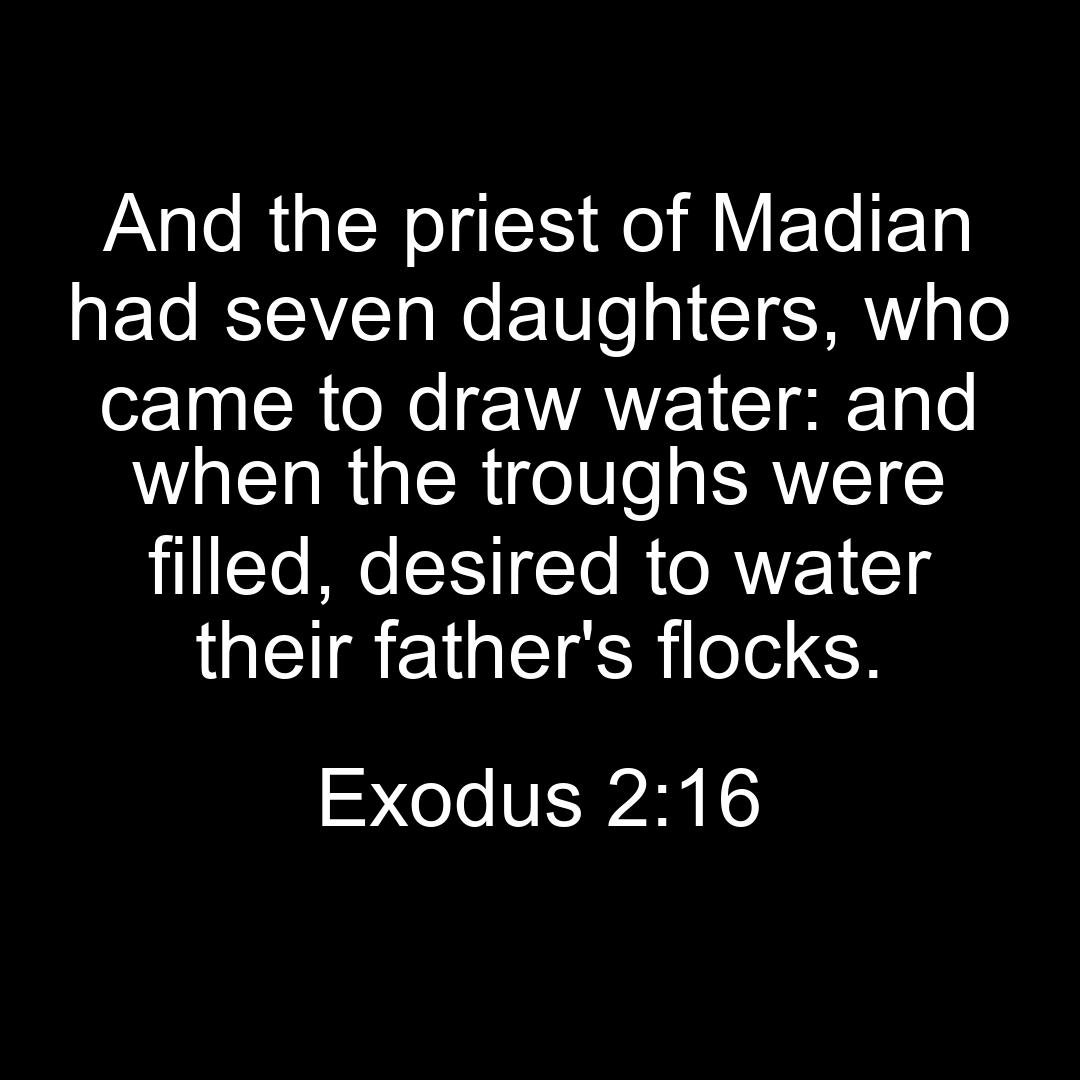 And the priest of Madian
had seven daughters, who
came to draw water: and
when the troughs were
filled, desired to water
their father's flocks.
Exodus 2:16